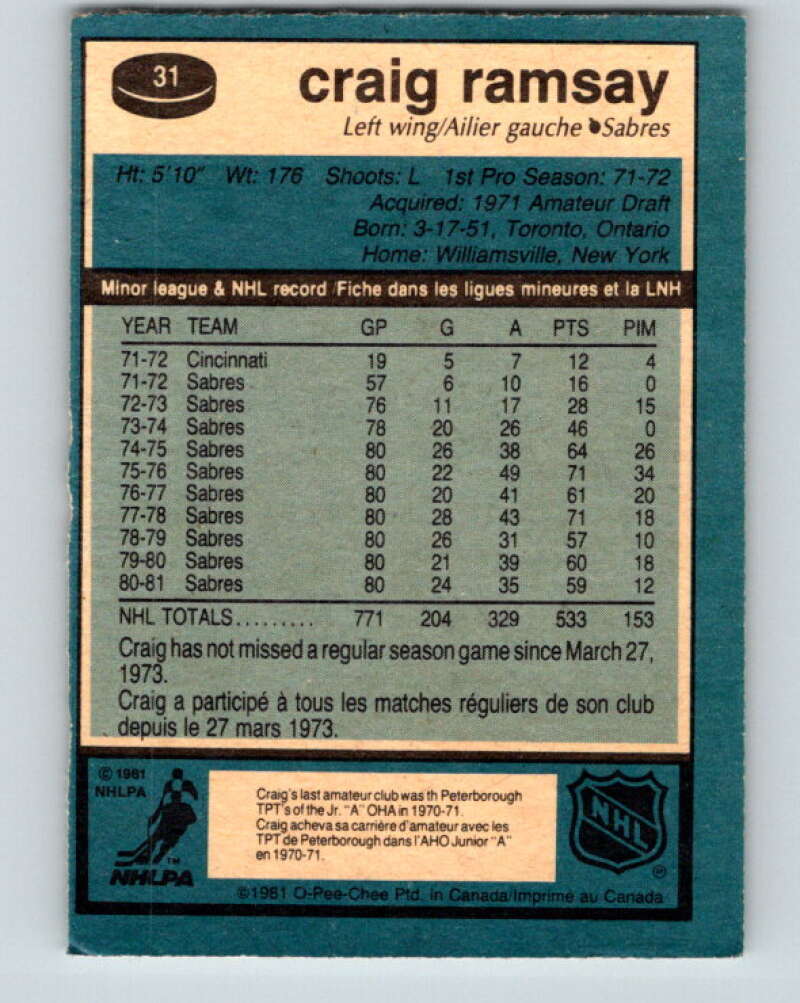 31
craig ramsay
Left wing/Ailier gauche Sabres
Ht: 5'10" Wt: 176 Shoots: L 1st Pro Season: 71-72
Acquired: 1971 Amateur Draft
Born: 3-17-51, Toronto, Ontario
Home: Williamsville, New York
Minor league & NHL record /Fiche dans les ligues mineures et la LNH
YEAR TEAM GP G A PTS PIM
71-72 Cincinnati 19 5 7 12 4
71-72 Sabres 57 6 10 16 0
72-73 Sabres 76 11 17 28 15
73-74 Sabres 78 20 26 46 0
74-75 Sabres 80 26 38 64 26
75-76 Sabres 80 22 49 71 34
76-77 Sabres 80 20 41 61 20
77-78 Sabres 80 28 43 71 18
78-79 Sabres 80 26 31 57 10
79-80 Sabres 80 21 39 60 18
80-81 Sabres 80 24 35 59 12
NHL TOTALS......... 771 204 329 533 153
Craig has not missed a regular season game since March 27,
1973.
Craig a participé à tous les matches réguliers de son club
depuis le 27 mars 1973.
© 1981
NHLPA
TM
NHLPA
Craig's last amateur club was th Peterborough
TPT's of the Jr. "A" OHA in 1970-71.
Craig acheva sa carrière d'amateur avec les
TPT de Peterborough dans l'AHO Junior "A"
en 1970-71.
NHL
©1981 O-Pee-Chee Ptd. in Canada/Imprimé au Canada